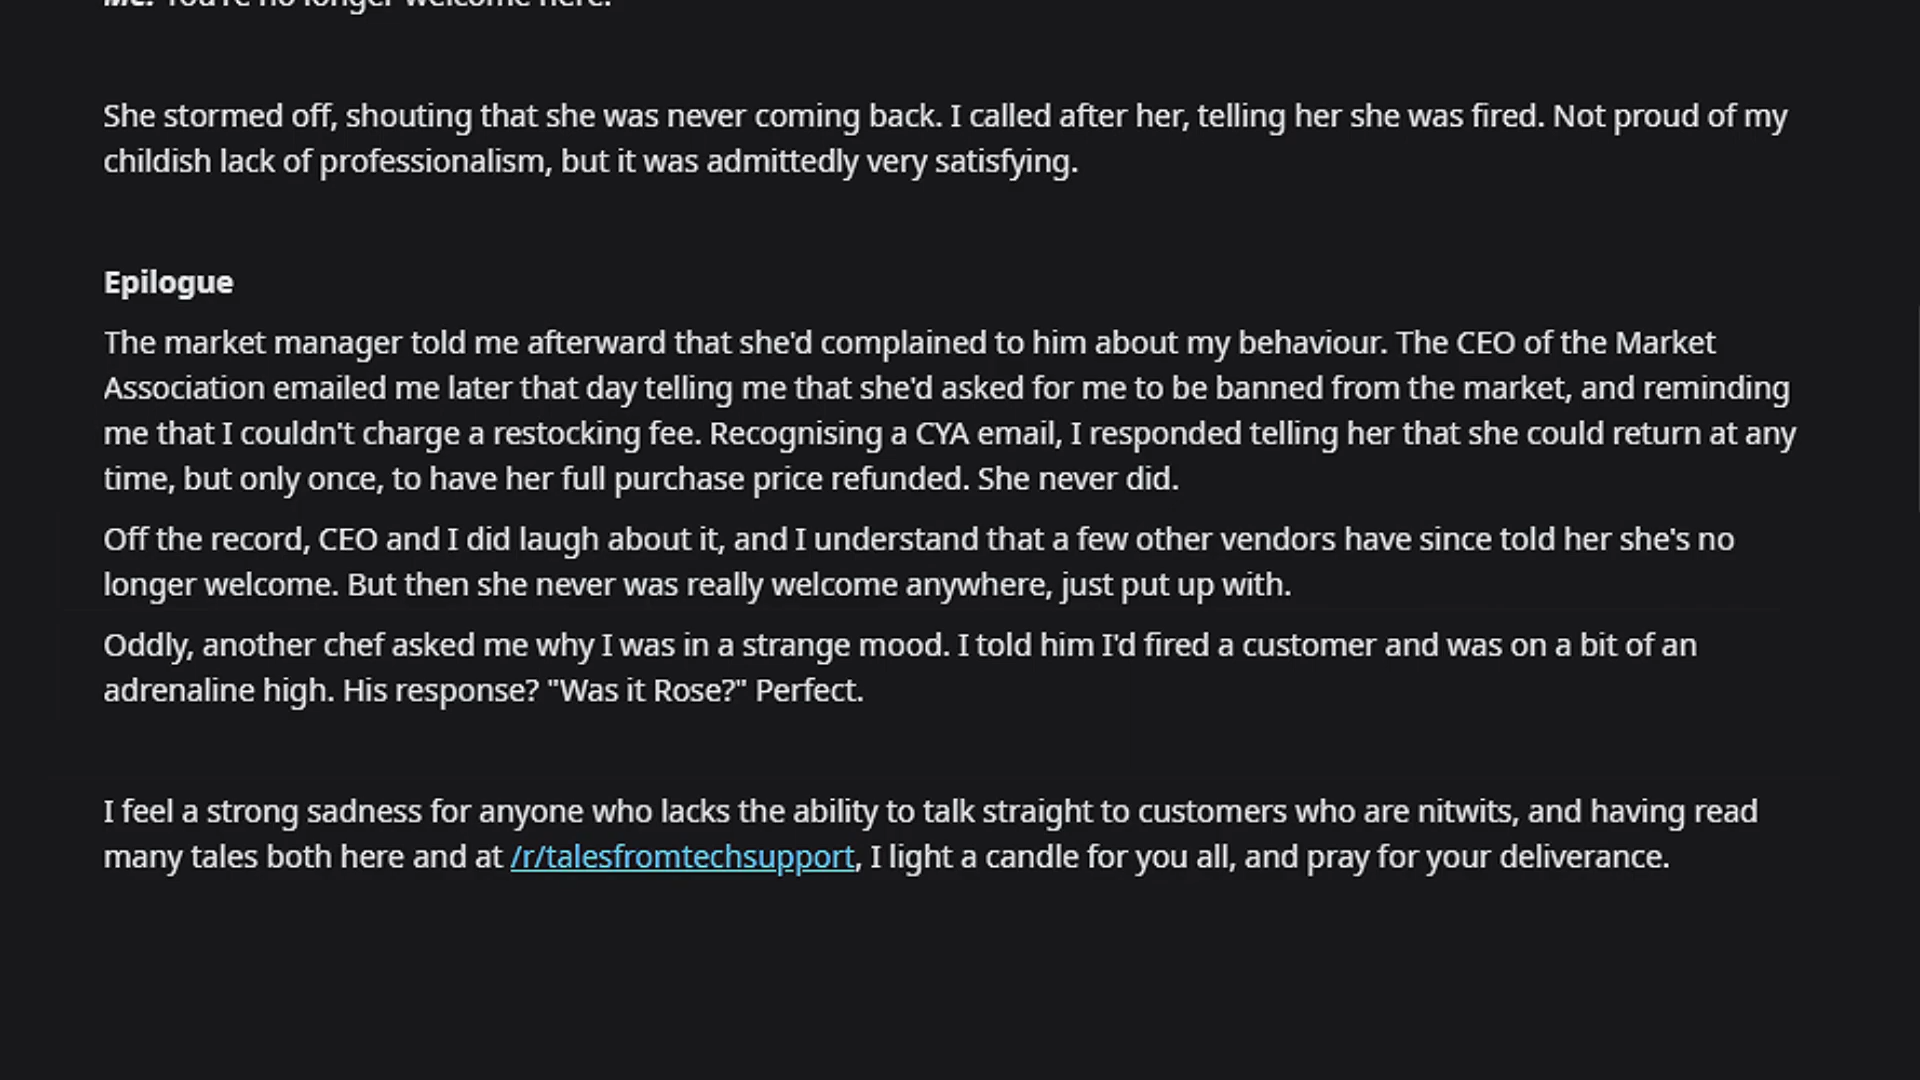 Me: You're no longer welcome here.
She stormed off, shouting that she was never coming back. I called after her, telling her she was fired. Not proud of my
childish lack of professionalism, but it was admittedly very satisfying.
Epilogue
The market manager told me afterward that she'd complained to him about my behaviour. The CEO of the Market
Association emailed me later that day telling me that she'd asked for me to be banned from the market, and reminding
me that I couldn't charge a restocking fee. Recognising a CYA email, I responded telling her that she could return at any
time, but only once, to have her full purchase price refunded. She never did.
Off the record, CEO and I did laugh about it, and I understand that a few other vendors have since told her she's no
longer welcome. But then she never was really welcome anywhere, just put up with.
Oddly, another chef asked me why I was in a strange mood. I told him I'd fired a customer and was on a bit of an
adrenaline high. His response? "Was it Rose?" Perfect.
I feel a strong sadness for anyone who lacks the ability to talk straight to customers who are nitwits, and having read
many tales both here and at /r/talesfromtechsupport, I light a candle for you all, and pray for your deliverance.